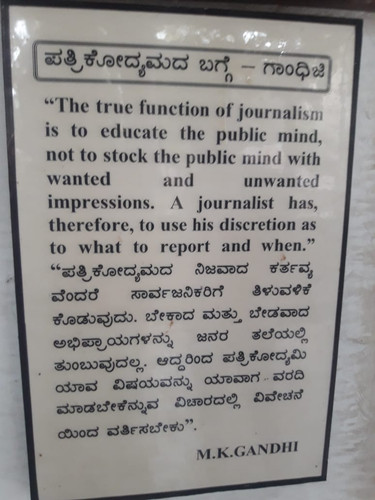 ಪತ್ರಿಕೋದ್ಯಮದ ಬಗ್ಗೆ – ಗಾಂಧಿಜಿ
“The true function of journalism
is to educate the public mind,
not to stock the public mind with
wanted and unwanted
impressions. A journalist has,
therefore, to use his discretion as
to what to report and when.”
“ಪತ್ರಿಕೋದ್ಯಮದ ನಿಜವಾದ ಕರ್ತವ್ಯ
ವೆಂದರೆ ಸಾರ್ವಜನಿಕರಿಗೆ ತಿಳುವಳಿಕೆ
ಕೊಡುವುದು. ಬೇಕಾದ ಮತ್ತು ಬೇಡವಾದ
ಅಭಿಪ್ರಾಯಗಳನ್ನು ಜನರ ತಲೆಯಲ್ಲಿ
ತುಂಬುವುದಲ್ಲ. ಆದ್ದರಿಂದ ಪತ್ರಿಕೋದ್ಯಮಿ
ಯಾವ ವಿಷಯವನ್ನು ಯಾವಾಗ ವರದಿ
ಮಾಡಬೇಕೆನ್ನುವ ವಿಚಾರದಲ್ಲಿ ವಿವೇಚನೆ
ಯಿಂದ ವರ್ತಿಸಬೇಕು”.
M.K.GANDHI